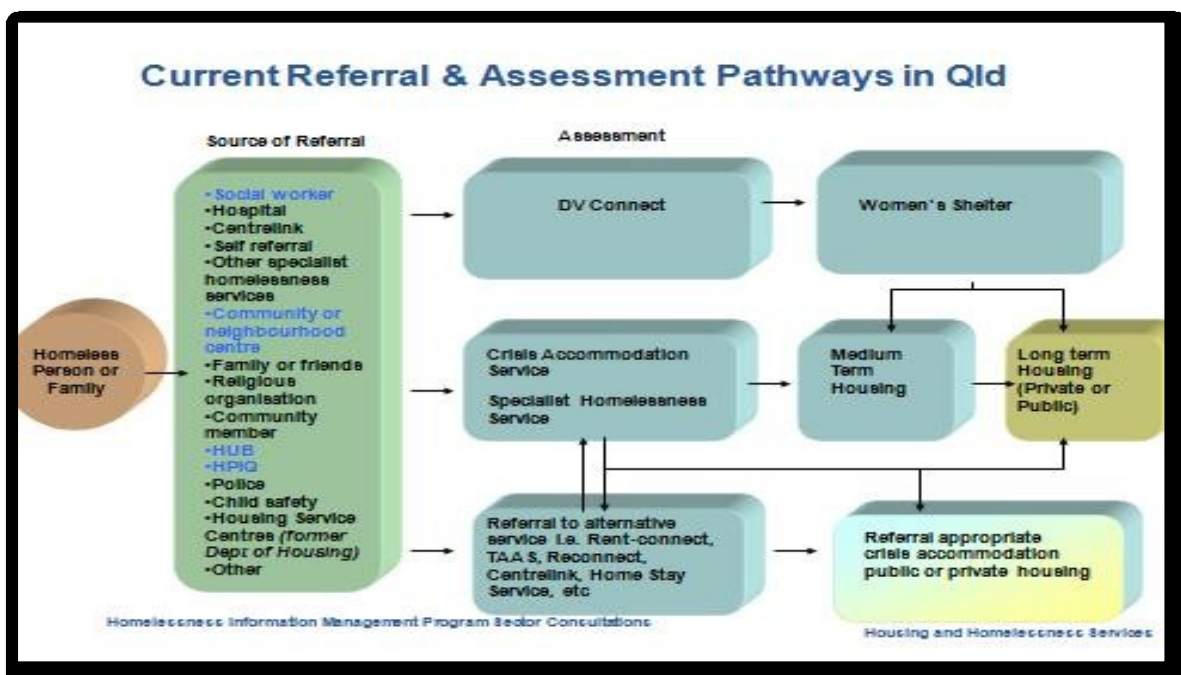 Current Referral & Assessment Pathways in Qld
Source of Referral
Assessment
•Social worker
•Hospital
•Centrelink
•Self referral
•Other specialist
homelessness
services
•Community or
neighbourhood
centre
•Family or friends
•Religious
organisation
•Community
member
•HUB
•HPIQ
•Police
•Child safety
•Housing Service
Centres (former
Dept of Housing)
•Other
Homeless
Person or
Family
DV Connect
Women's Shelter
Crisis Accommodation
Service
Specialist Homelessness
Service
Medium
Term
Housing
Long term
Housing
(Private or
Public)
Referral to alternative
service i.e. Rent-connect,
TAAS, Reconnect,
Centrelink, Home Stay
Service, etc
Referral appropriate
crisis accommodation
public or private housing
Homelessness Information Management Program Sector Consultations
Housing and Homelessness Services